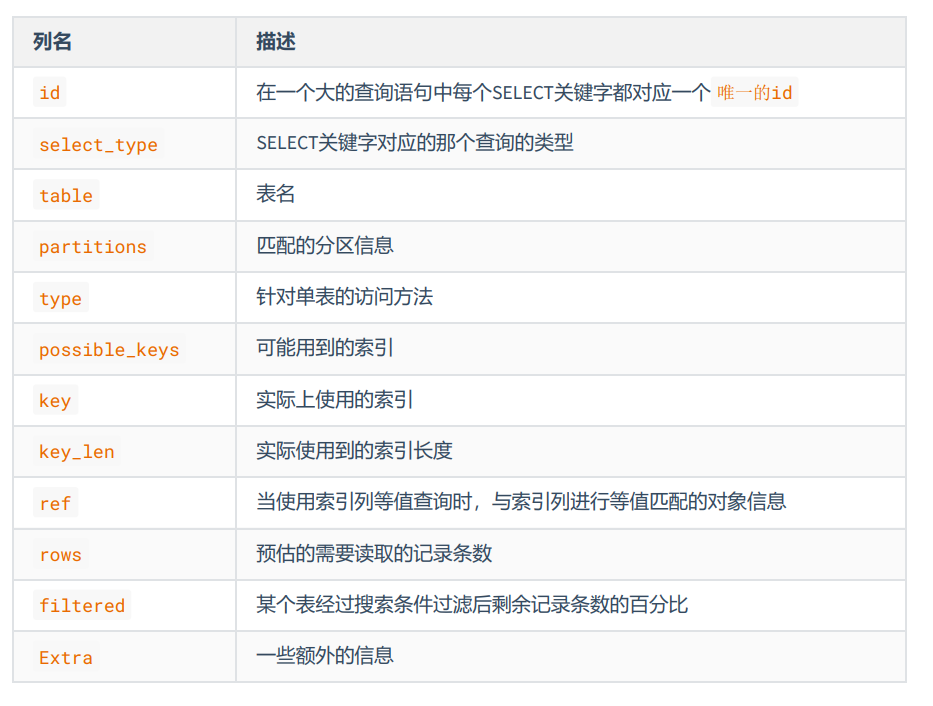 列名 描述
id 在一个大的查询语句中每个SELECT关键字都对应一个 唯一的id
select_type SELECT关键字对应的那个查询的类型
table 表名
partitions 匹配的分区信息
type 针对单表的访问方法
possible_keys 可能用到的索引
key 实际上使用的索引
key_len 实际使用到的索引长度
ref 当使用索引列等值查询时，与索引列进行等值匹配的对象信息
rows 预估的需要读取的记录条数
filtered 某个表经过搜索条件过滤后剩余记录条数的百分比
Extra 一些额外的信息